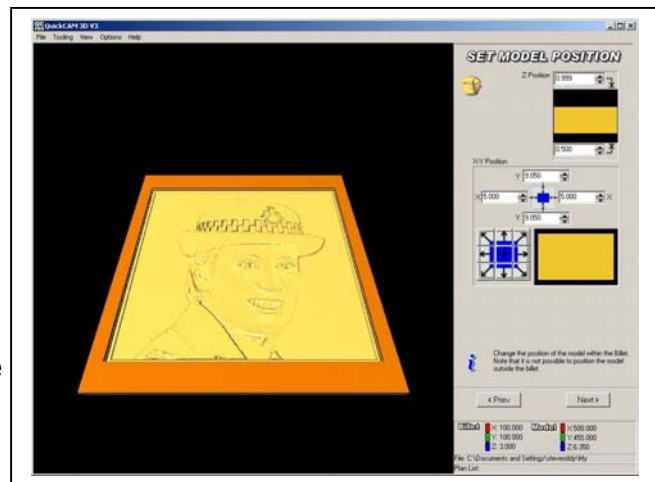 QuickCAM 3D V3
File Tooling View Options Help
SET MODEL POSITION
Z Position 0.999
0.500
X-Y Position
Y 9.050
X 5.000 5.000 X
Y 9.050
Change the position of the model within the Billet.
Note that it is not possible to position the model
outside the billet.
< Prev Next >
Billet X: 100.000 Model X:500.000
Y: 100.000 Y:455.000
Z: 3.000 Z:6.350
File: C:\Documents and Settings\steveriddy\My
Plan List:
e